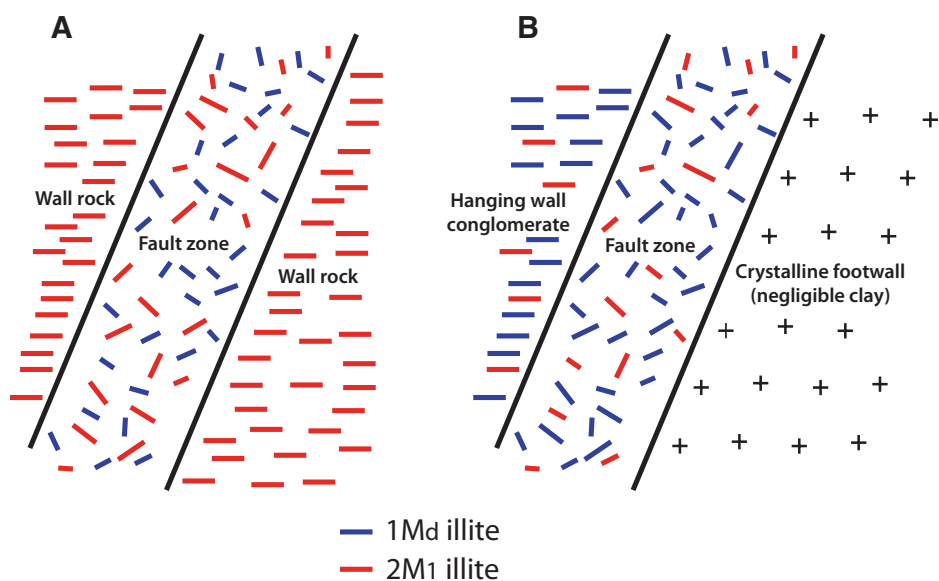 A
B
Wall rock
Fault zone
Wall rock
Hanging wall
conglomerate
Fault zone
Crystalline footwall
(negligible clay)
1Md illite
2M1 illite